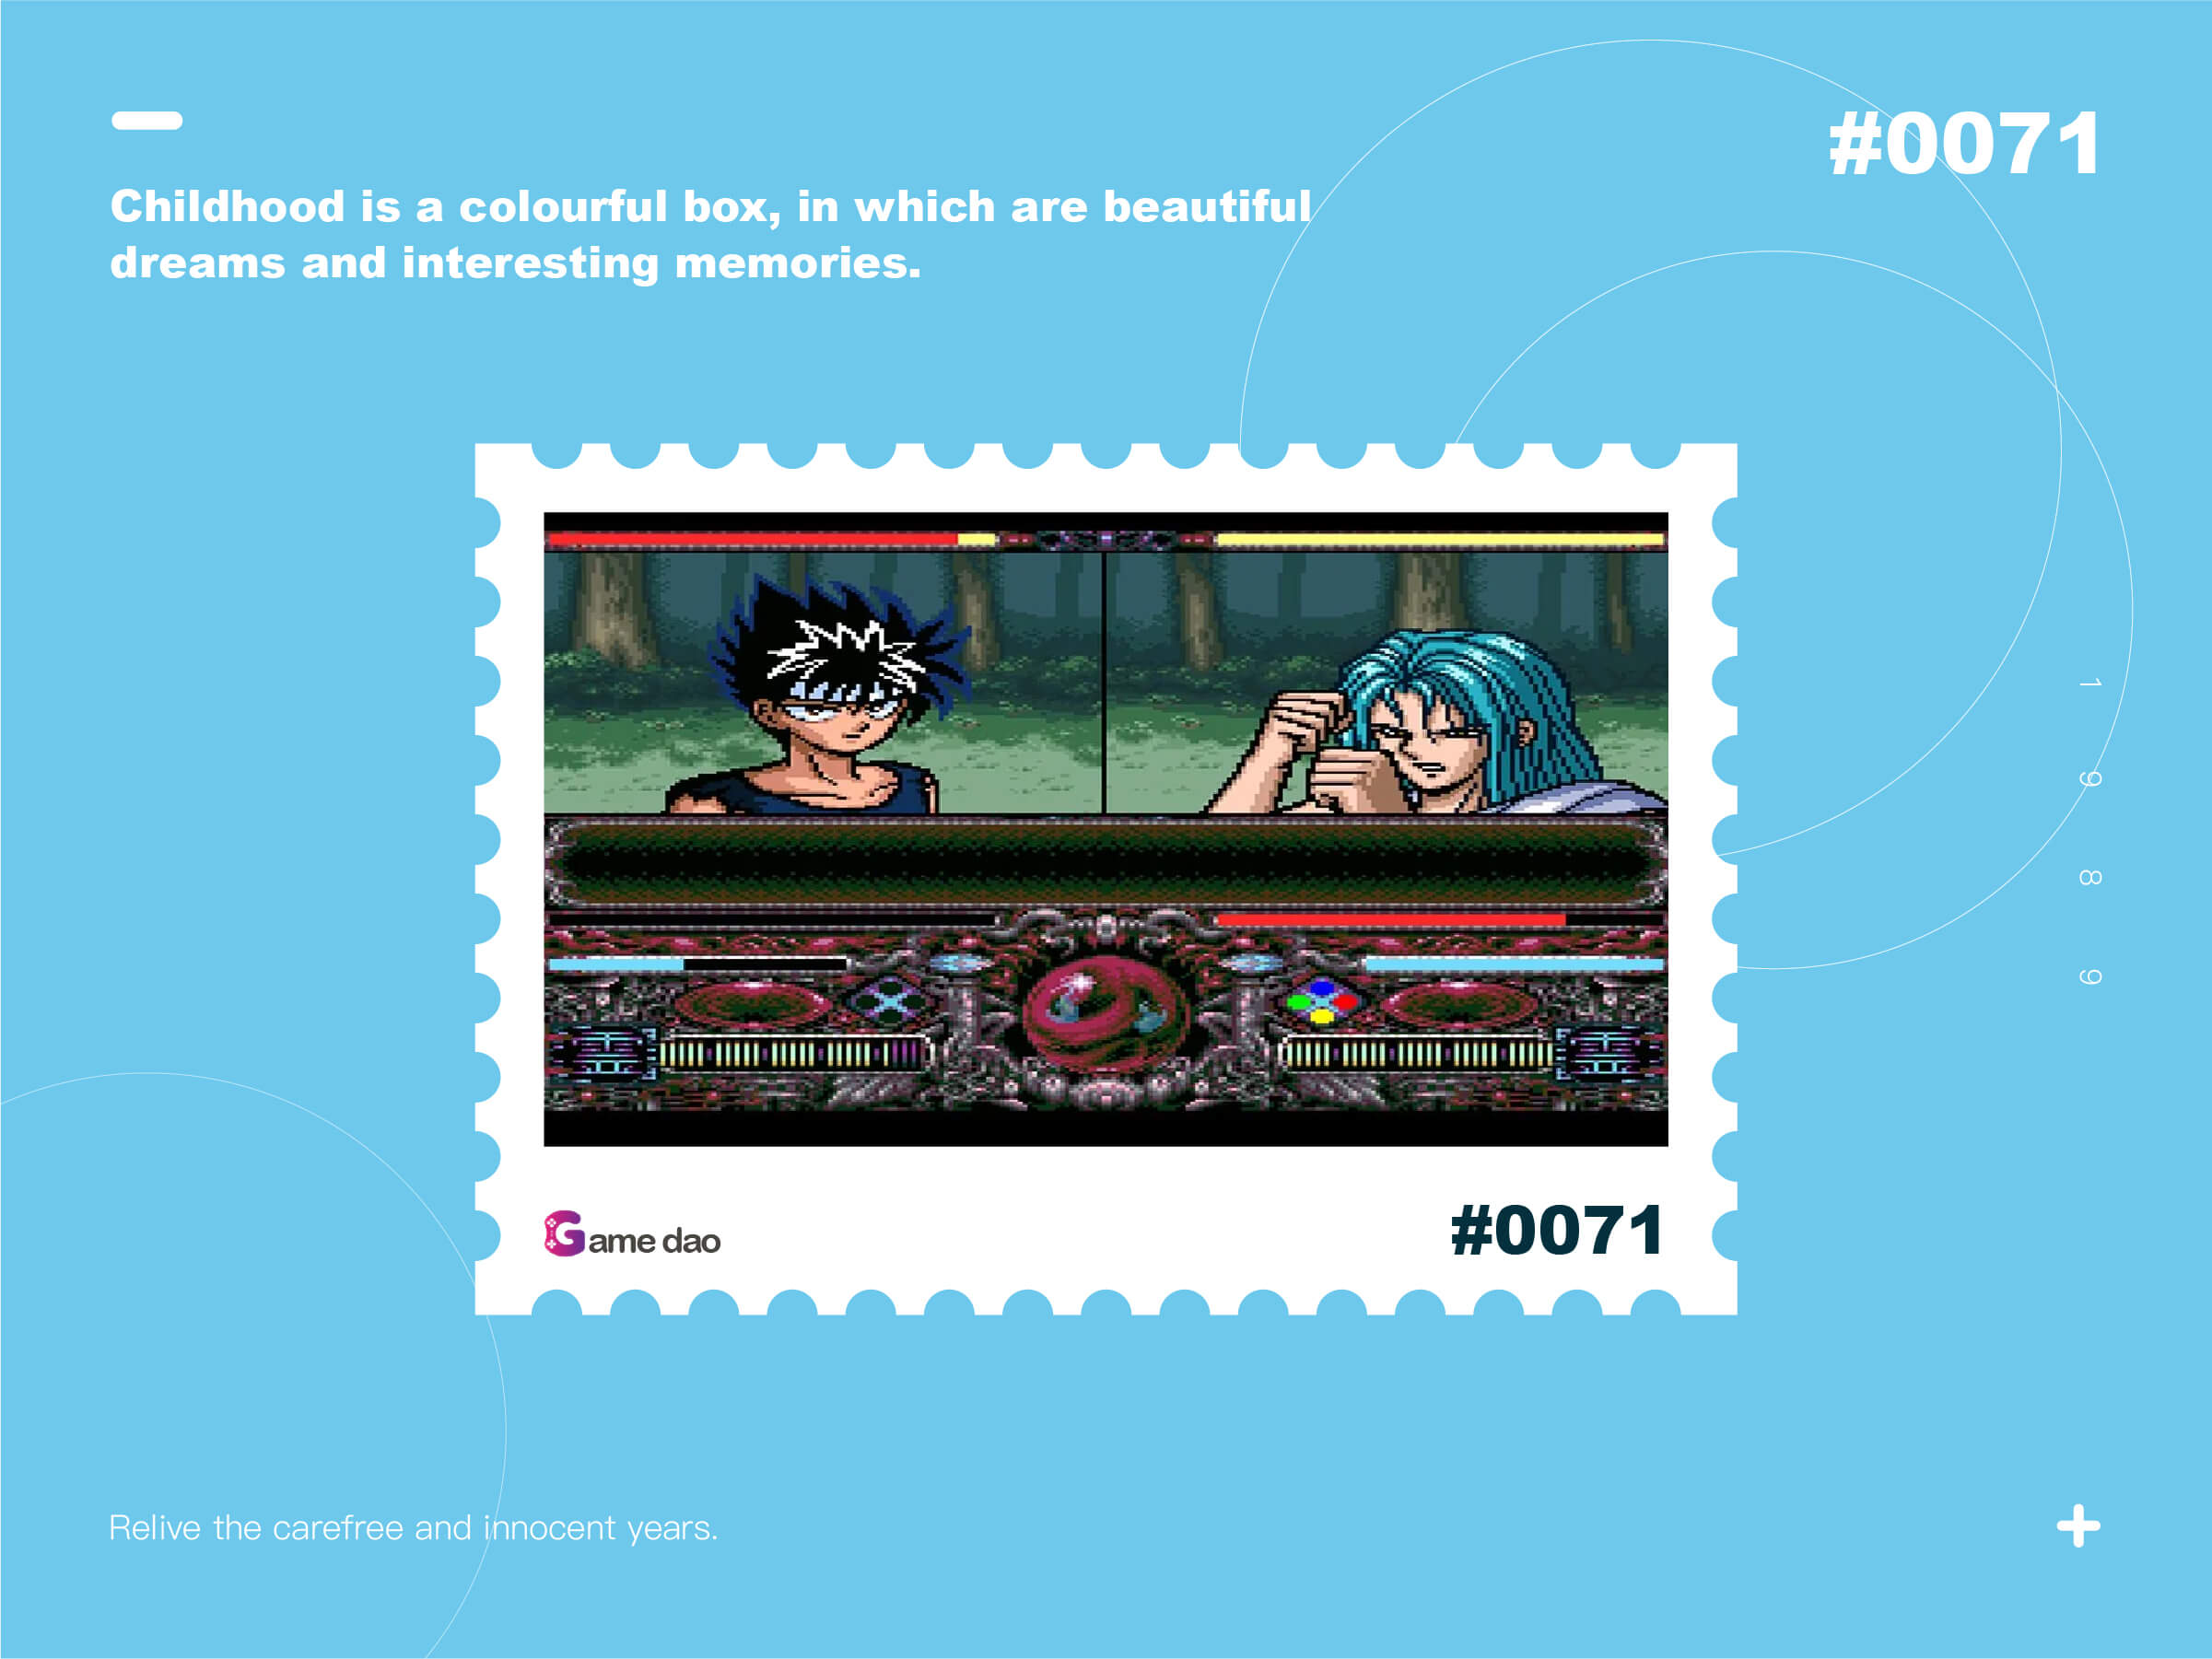 #0071
Childhood is a colourful box, in which are beautiful
dreams and interesting memories.
1
9
8
9
Game dao
#0071
Relive the carefree and innocent years.